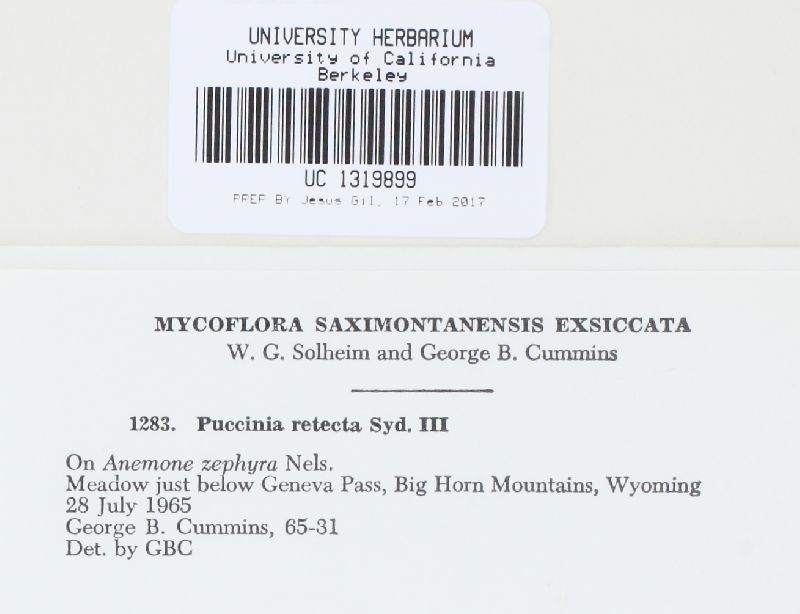 UNIVERSITY HERBARIUM
University of California
Berkeley
UC 1319899
PREP BY Jesus Gil, 17 Feb 2017
MYCOFLORA SAXIMONTANENSIS EXSICCATA
W. G. Solheim and George B. Cummins
1283. Puccinia retecta Syd. III
On Anemone zephyra Nels.
Meadow just below Geneva Pass, Big Horn Mountains, Wyoming
28 July 1965
George B. Cummins, 65-31
Det. by GBC